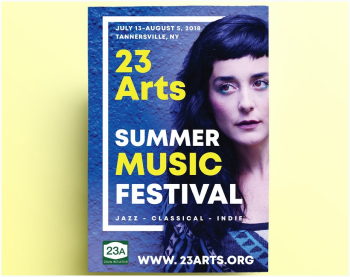 JULY 13-AUGUST 5, 2018
TANNERSVILLE, NY
23
Arts
SUMMER
MUSIC
FESTIVAL
JAZZ - CLASSICAL - INDIE
23A
WWW.23ARTS.ORG